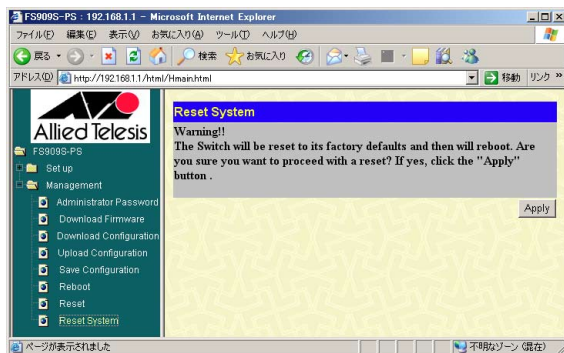 FS909S-PS : 192.168.1.1 - Microsoft Internet Explorer
ファイル(F) 編集(E) 表示(V) お気に入り(A) ツール(T) ヘルプ(H)
戻る 検索 お気に入り
アドレス(D) http://192.168.1.1/html/Hmain.html 移動 リンク »
Allied Telesis
FS909S-PS
Set up
Management
Administrator Password
Download Firmware
Download Configuration
Upload Configuration
Save Configuration
Reboot
Reset
Reset System
Reset System
Warning!!
The Switch will be reset to its factory defaults and then will reboot. Are
you sure you want to proceed with a reset? If yes, click the "Apply"
button .
Apply
ページが表示されました 不明なゾーン (混在)